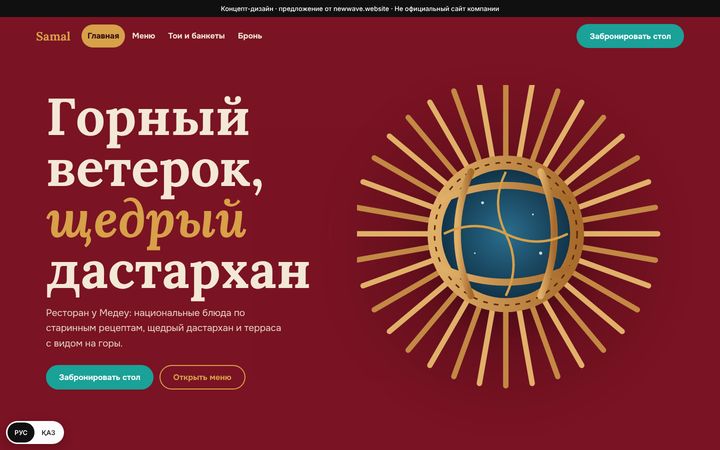 Концепт-дизайн · предложение от newwave.website · Не официальный сайт компании
Samal Главная Меню Тои и банкеты Бронь Забронировать стол
Горный
ветерок,
щедрый
дастархан
Ресторан у Медеу: национальные блюда по
старинным рецептам, щедрый дастархан и терраса
с видом на горы.
Забронировать стол Открыть меню
РУС ҚАЗ